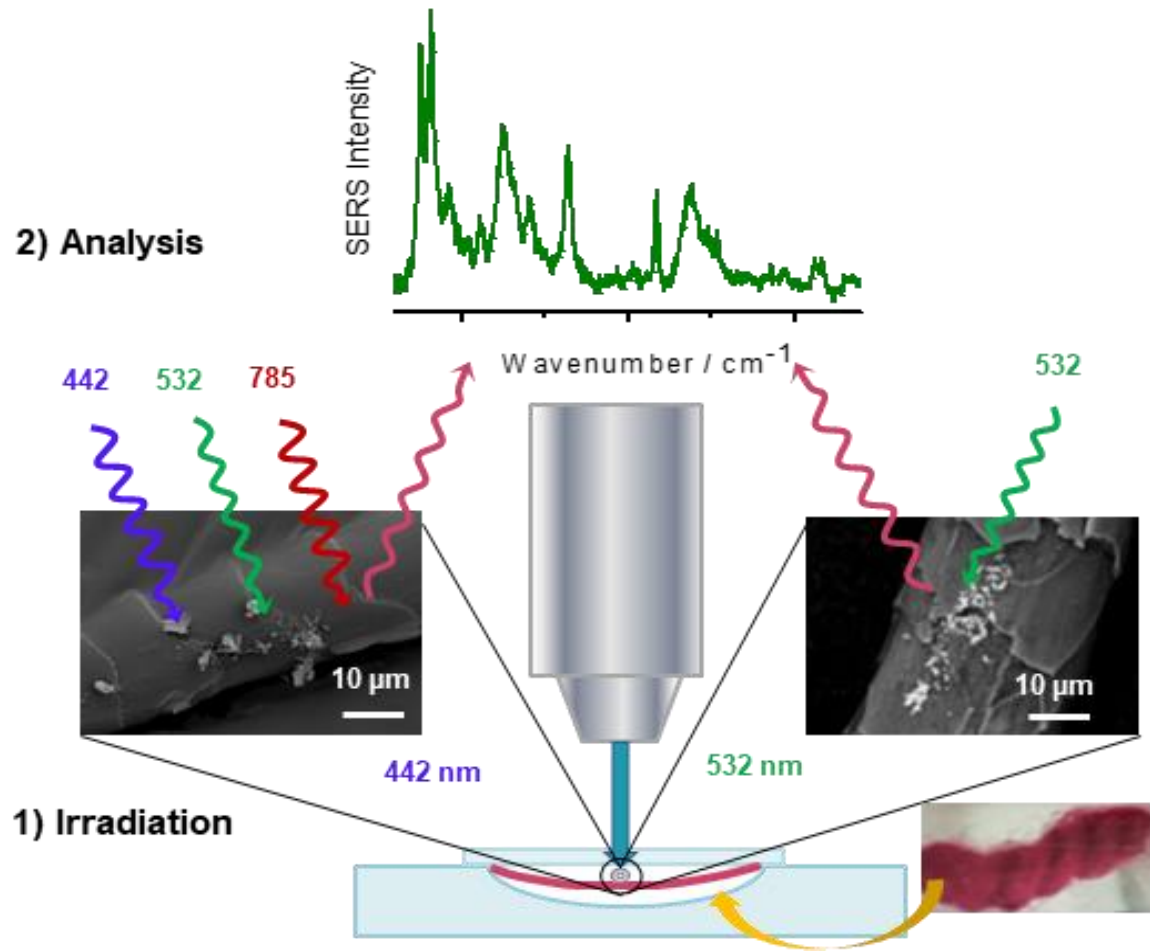 SERS Intensity
2) Analysis
Wavenumber / cm⁻¹
442
532
785
532
10 µm
10 µm
442 nm
532 nm
1) Irradiation